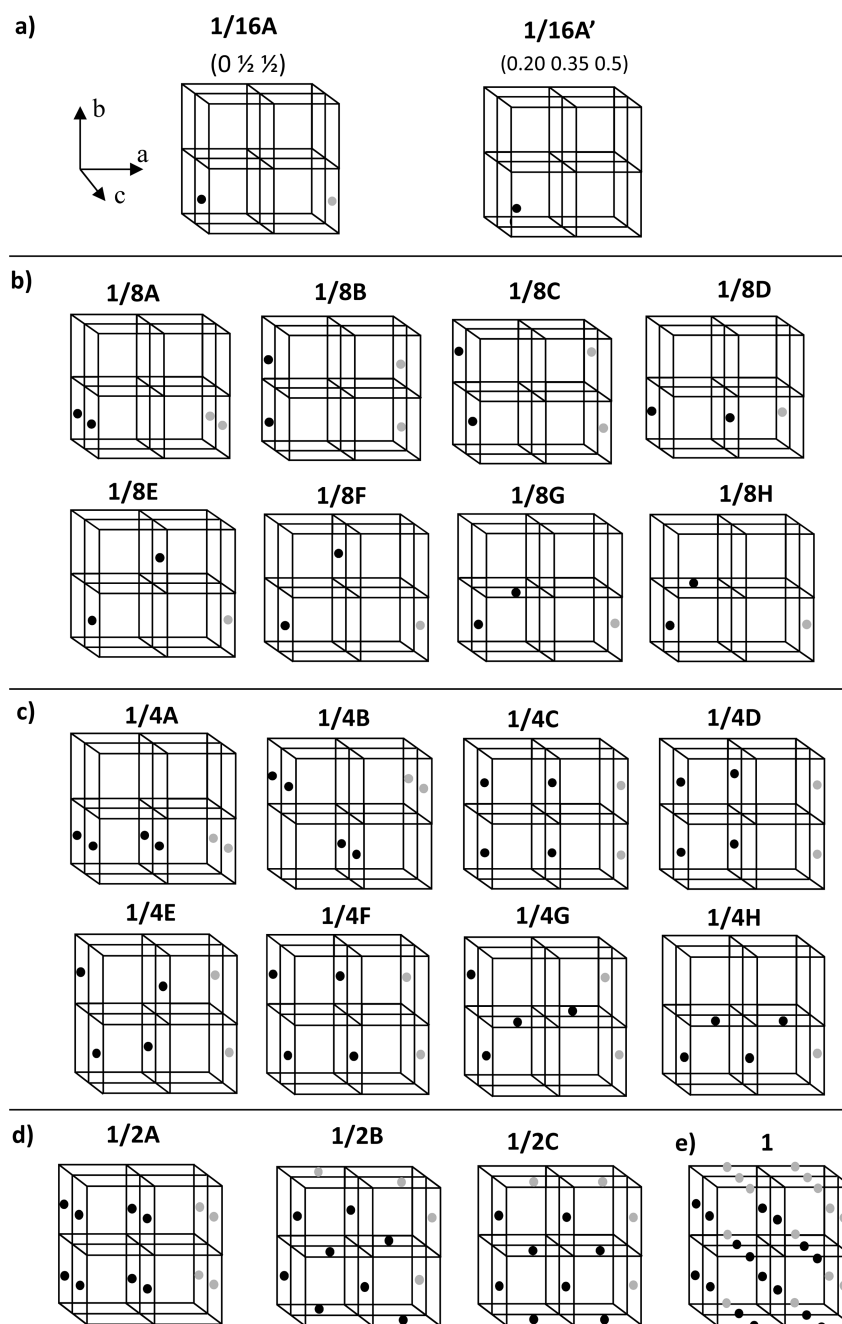 a)
1/16A
1/16A’
(0 ½ ½)
(0.20 0.35 0.5)
b
a
c
b)
1/8A
1/8B
1/8C
1/8D
1/8E
1/8F
1/8G
1/8H
c)
1/4A
1/4B
1/4C
1/4D
1/4E
1/4F
1/4G
1/4H
d)
1/2A
1/2B
1/2C
e)
1